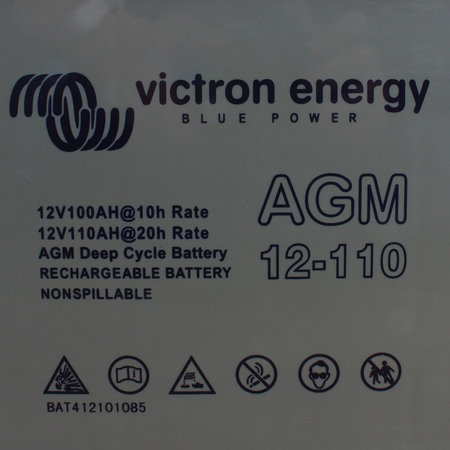 victron energy
BLUE POWER
AGM
12-110
12V100AH@10h Rate
12V110AH@20h Rate
AGM Deep Cycle Battery
RECHARGEABLE BATTERY
NONSPILLABLE
BAT412101085